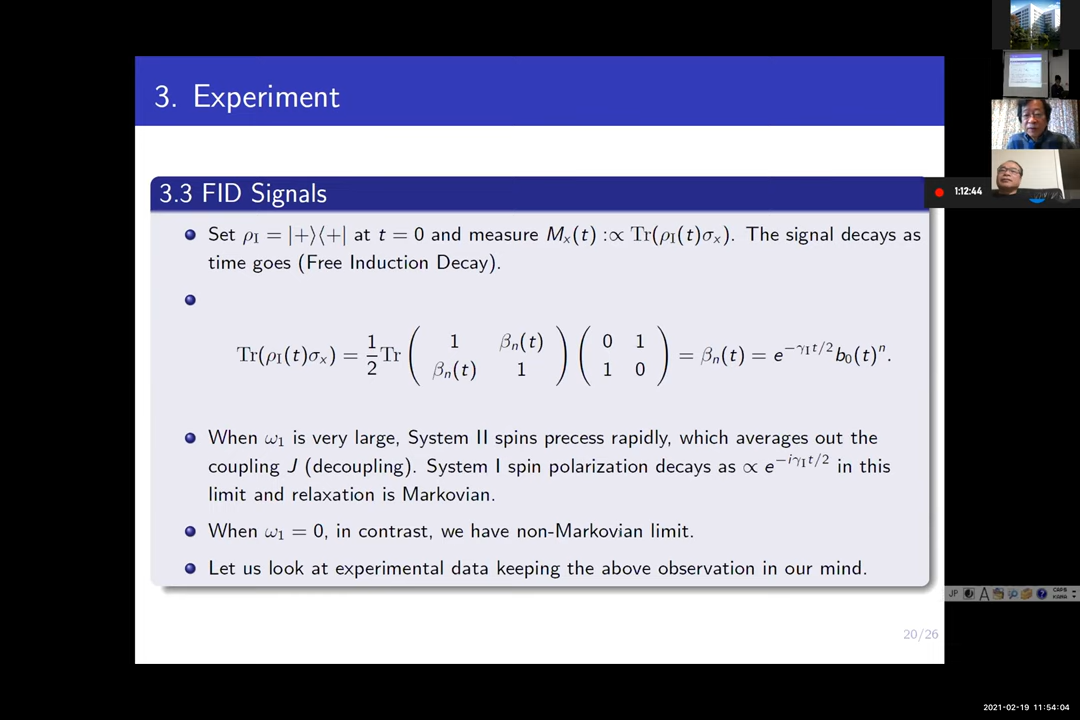 3. Experiment
3.3 FID Signals
Set ρ_I = |+⟩⟨+| at t = 0 and measure M_x(t) :∝ Tr(ρ_I(t)σ_x). The signal decays as
time goes (Free Induction Decay).
Tr(ρ_I(t)σ_x) = 1/2 Tr ( 1 β_n(t) ; β_n(t) 1 ) ( 0 1 ; 1 0 ) = β_n(t) = e^{−γ_I t/2} b_0(t)^n.
When ω_1 is very large, System II spins precess rapidly, which averages out the
coupling J (decoupling). System I spin polarization decays as ∝ e^{−iγ_I t/2} in this
limit and relaxation is Markovian.
When ω_1 = 0, in contrast, we have non-Markovian limit.
Let us look at experimental data keeping the above observation in our mind.
20/26
1:12:44
JP
A
CAPS
KANA
2021-02-19 11:54:04